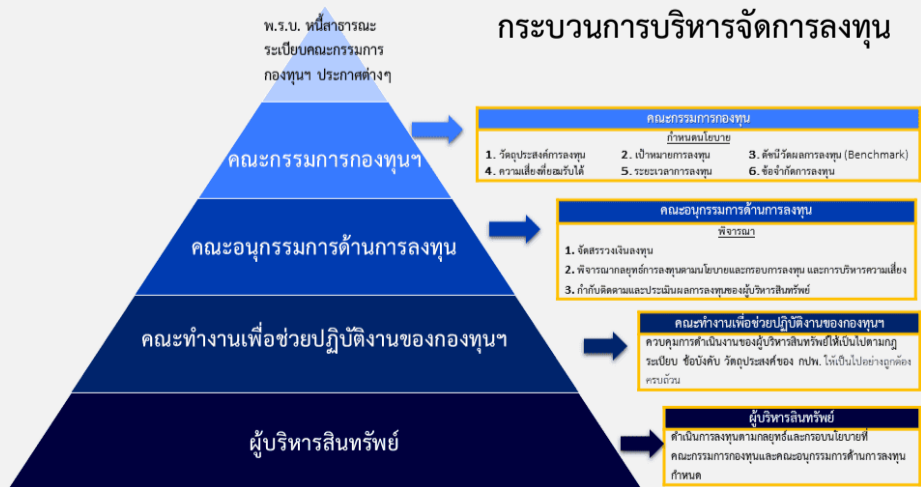 กระบวนการบริหารจัดการลงทุน
พ.ร.บ. หนี้สาธารณะ
ระเบียบคณะกรรมการ
กองทุนฯ ประกาศต่างๆ
คณะกรรมการกองทุนฯ
คณะกรรมการกองทุน
กำหนดนโยบาย
1. วัตถุประสงค์การลงทุน 2. เป้าหมายการลงทุน 3. ดัชนีวัดผลการลงทุน (Benchmark)
4. ความเสี่ยงที่ยอมรับได้ 5. ระยะเวลาการลงทุน 6. ข้อจำกัดการลงทุน
คณะอนุกรรมการด้านการลงทุน
คณะอนุกรรมการด้านการลงทุน
พิจารณา
1. จัดสรรวงเงินลงทุน
2. พิจารณากลยุทธ์การลงทุนตามนโยบายและกรอบการลงทุน และการบริหารความเสี่ยง
3. กำกับติดตามและประเมินผลการลงทุนของผู้บริหารสินทรัพย์
คณะทำงานเพื่อช่วยปฏิบัติงานของกองทุนฯ
คณะทำงานเพื่อช่วยปฏิบัติงานของกองทุนฯ
ควบคุมการดำเนินงานของผู้บริหารสินทรัพย์ให้เป็นไปตามกฎ
ระเบียบ ข้อบังคับ วัตถุประสงค์ของ กปพ. ให้เป็นไปอย่างถูกต้อง
ครบถ้วน
ผู้บริหารสินทรัพย์
ผู้บริหารสินทรัพย์
ดำเนินการลงทุนตามกลยุทธ์และกรอบนโยบายที่
คณะกรรมการกองทุนและคณะอนุกรรมการด้านการลงทุน
กำหนด